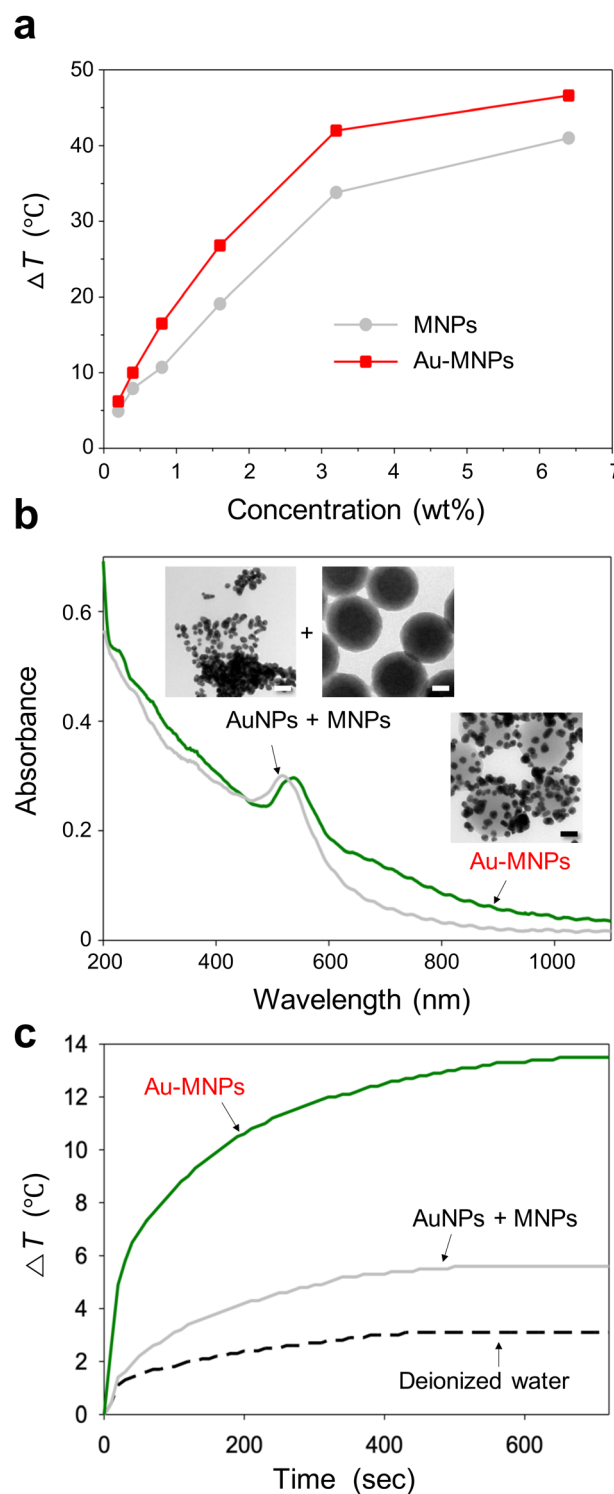 a
50
40
30
20
10
0
△T (℃)
MNPs
Au-MNPs
0 1 2 3 4 5 6 7
Concentration (wt%)
b
0.6
0.4
0.2
0
Absorbance
+
AuNPs + MNPs
Au-MNPs
200 400 600 800 1000
Wavelength (nm)
c
14
12
10
8
6
4
2
0
△T (℃)
Au-MNPs
AuNPs + MNPs
Deionized water
0 200 400 600
Time (sec)